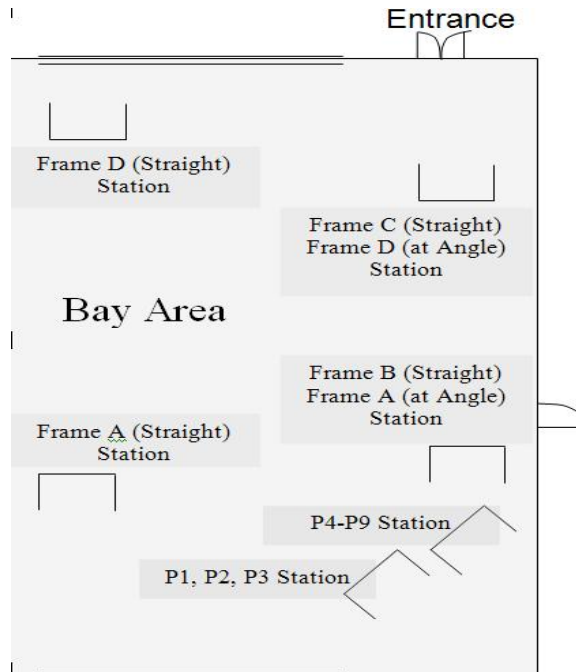 Entrance
Frame D (Straight)
Station
Frame C (Straight)
Frame D (at Angle)
Station
Bay Area
Frame B (Straight)
Frame A (at Angle)
Station
Frame A (Straight)
Station
P4-P9 Station
P1, P2, P3 Station